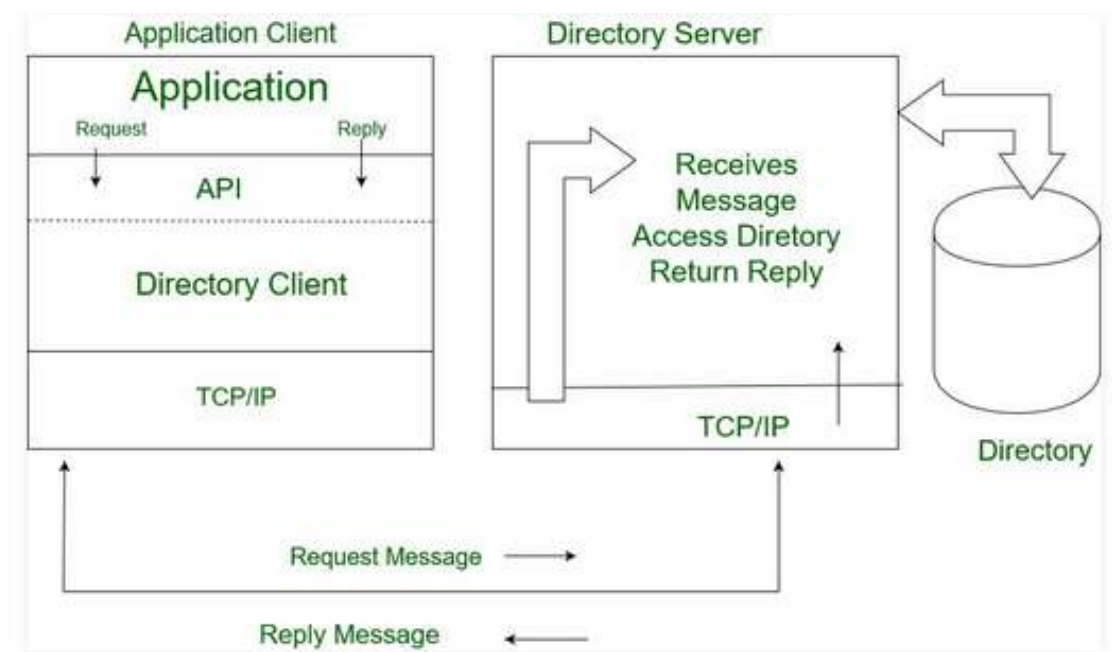 Application Client
Application
Request
Reply
API
Directory Client
TCP/IP
Directory Server
Receives
Message
Access Diretory
Return Reply
TCP/IP
Directory
Request Message
Reply Message